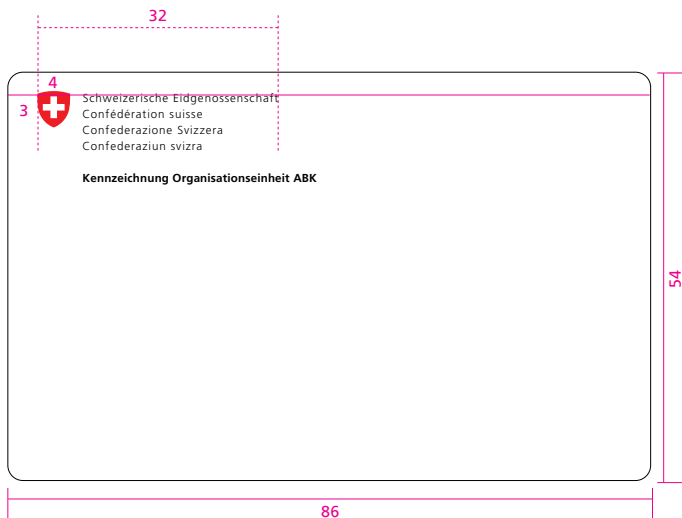 32
4
3
Schweizerische Eidgenossenschaft
Confédération suisse
Confederazione Svizzera
Confederaziun svizra
Kennzeichnung Organisationseinheit ABK
54
86